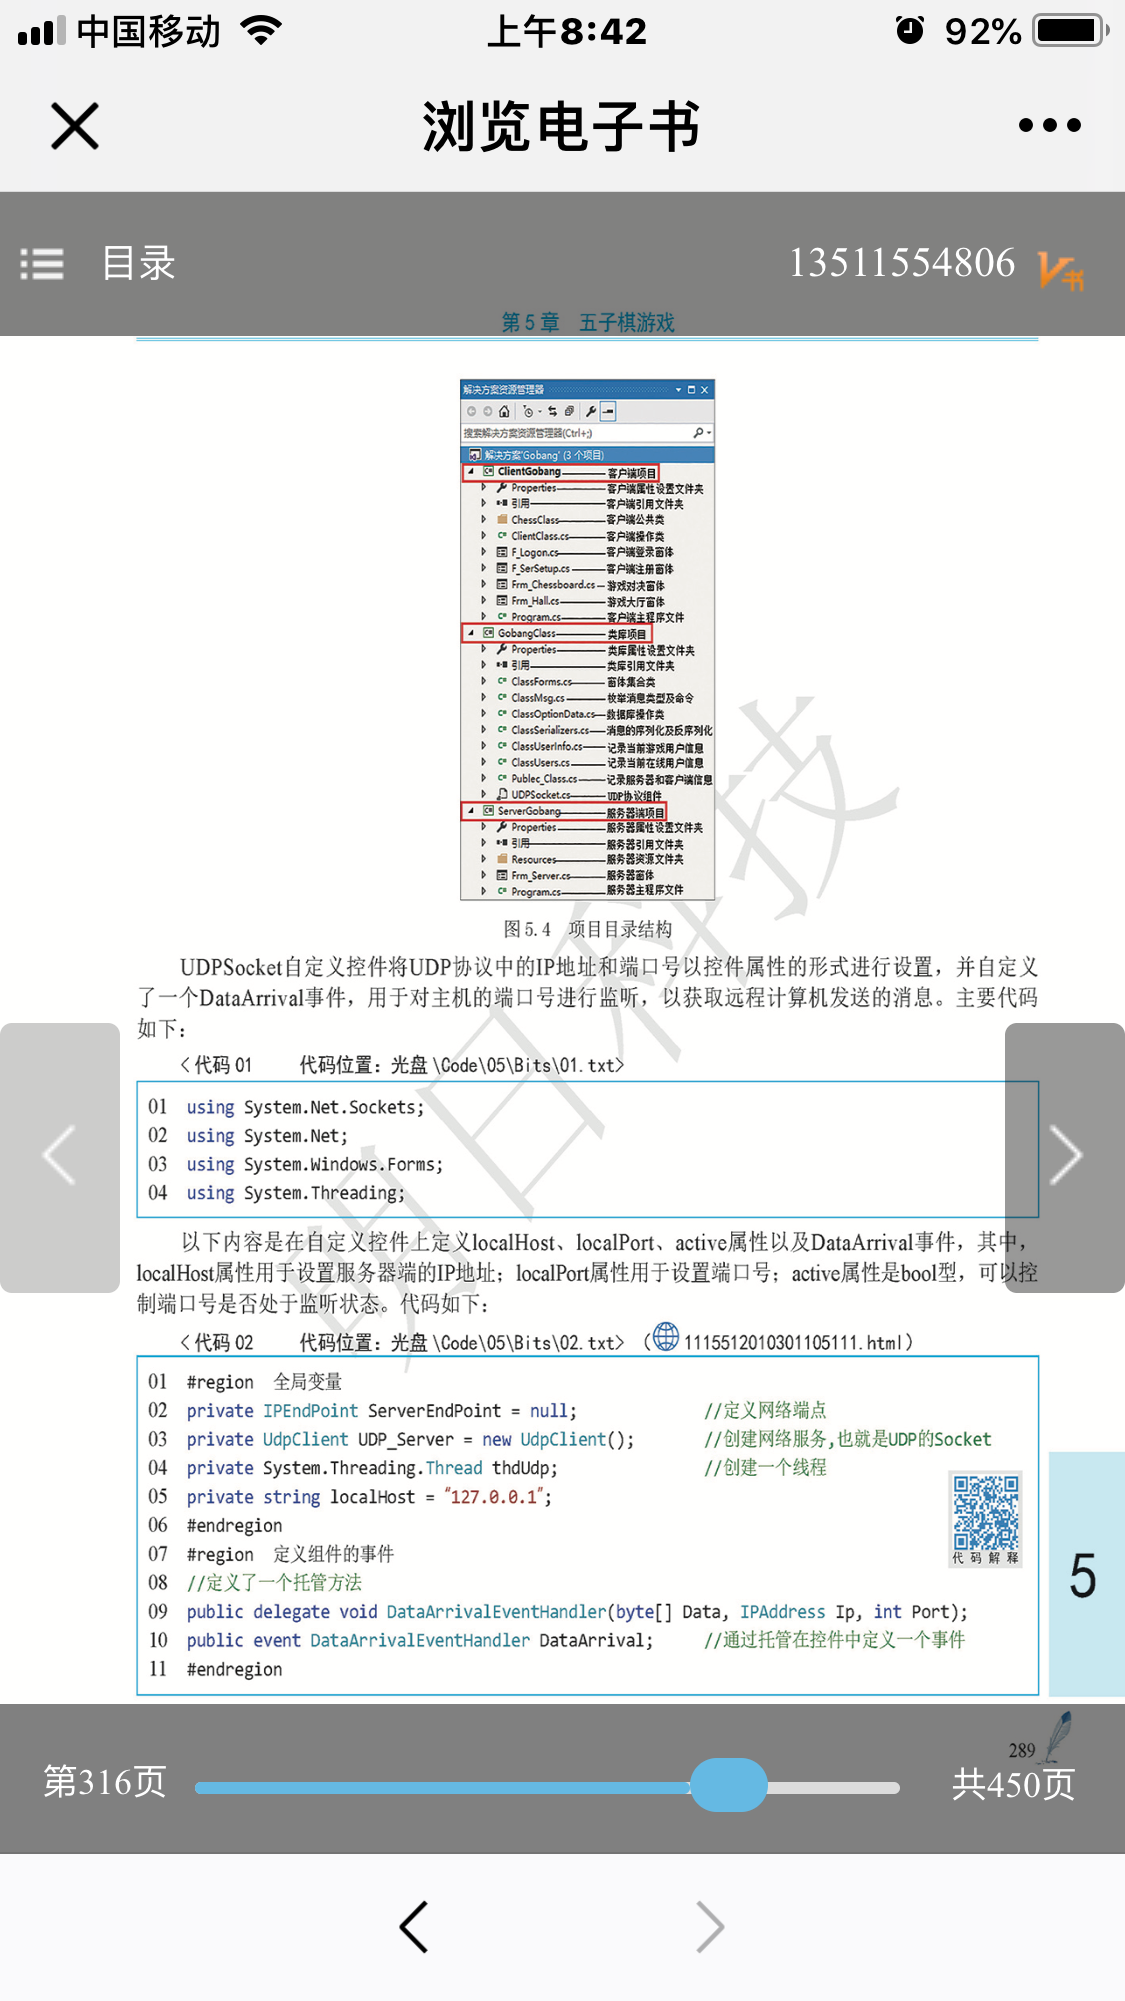 中国移动 上午8:42 92%
浏览电子书
目录 13511554806 V书
第 5 章 五子棋游戏
解决方案资源管理器
搜索解决方案资源管理器(Ctrl+;)
解决方案'Gobang' (3 个项目)
ClientGobang 客户端项目
Properties 客户端属性设置文件夹
引用 客户端引用文件夹
ChessClass 客户端公共类
ClientClass.cs 客户端操作类
F_Logon.cs 客户端登录窗体
F_SerSetup.cs 客户端注册窗体
Frm_Chessboard.cs 游戏对决窗体
Frm_Hall.cs 游戏大厅窗体
Program.cs 客户端主程序文件
GobangClass 类库项目
Properties 类库属性设置文件夹
引用 类库引用文件夹
ClassForms.cs 窗体集合类
ClassMsg.cs 枚举消息类型及命令
ClassOptionData.cs 数据库操作类
ClassSerializers.cs 消息的序列化及反序列化
ClassUserInfo.cs 记录当前游戏用户信息
ClassUsers.cs 记录当前在线用户信息
Publec_Class.cs 记录服务器和客户端信息
UDPSocket.cs UDP协议组件
ServerGobang 服务器端项目
Properties 服务器属性设置文件夹
引用 服务器引用文件夹
Resources 服务器资源文件夹
Frm_Server.cs 服务器窗体
Program.cs 服务器主程序文件
图 5.4 项目目录结构
UDPSocket自定义控件将UDP协议中的IP地址和端口号以控件属性的形式进行设置，并自定义
了一个DataArrival事件，用于对主机的端口号进行监听，以获取远程计算机发送的消息。主要代码
如下：
<代码 01 代码位置：光盘\Code\05\Bits\01.txt>
01 using System.Net.Sockets;
02 using System.Net;
03 using System.Windows.Forms;
04 using System.Threading;
以下内容是在自定义控件上定义localHost、localPort、active属性以及DataArrival事件，其中，
localHost属性用于设置服务器端的IP地址；localPort属性用于设置端口号；active属性是bool型，可以控
制端口号是否处于监听状态。代码如下：
<代码 02 代码位置：光盘\Code\05\Bits\02.txt> (1115512010301105111.html)
01 #region 全局变量
02 private IPEndPoint ServerEndPoint = null; //定义网络端点
03 private UdpClient UDP_Server = new UdpClient(); //创建网络服务,也就是UDP的Socket
04 private System.Threading.Thread thdUdp; //创建一个线程
05 private string localHost = "127.0.0.1";
06 #endregion
07 #region 定义组件的事件
08 //定义了一个托管方法
09 public delegate void DataArrivalEventHandler(byte[] Data, IPAddress Ip, int Port);
10 public event DataArrivalEventHandler DataArrival; //通过托管在控件中定义一个事件
11 #endregion
代码解释
5
明日科技
289
第316页 共450页